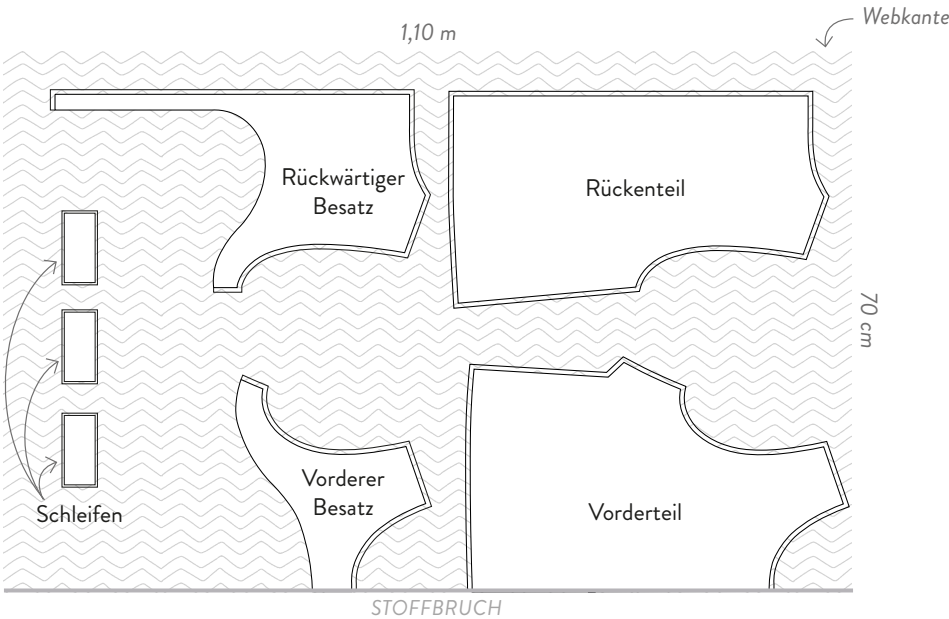 Webkante
1,10 m
Rückwärtiger
Besatz
Rückenteil
70 cm
Vorderer
Besatz
Vorderteil
Schleifen
STOFFBRUCH